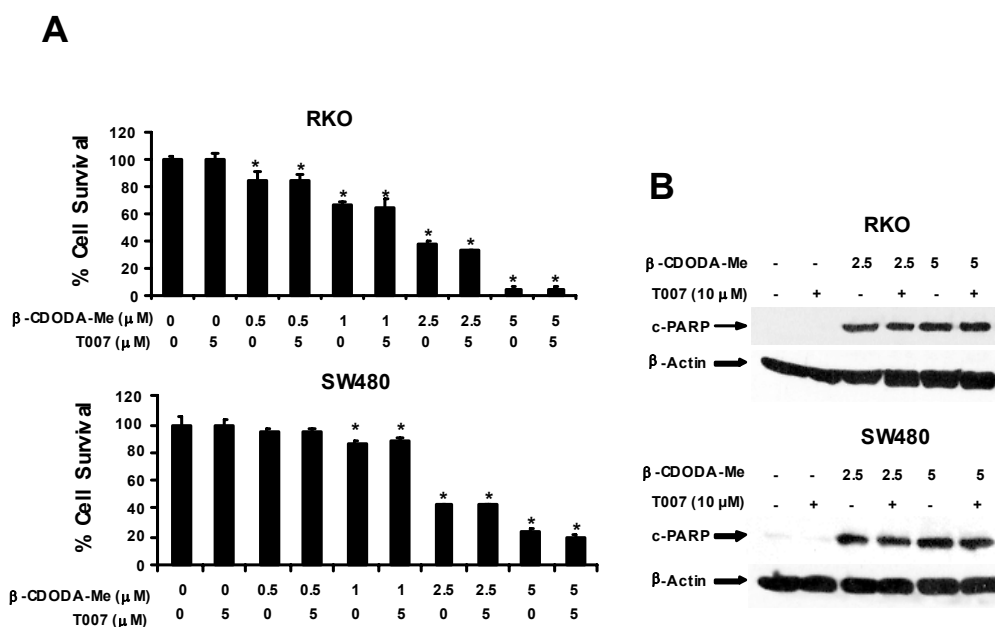 A
RKO
% Cell Survival
120
100
80
60
40
20
0
* * * * * * * *
β-CDODA-Me (µM) 0 0 0.5 0.5 1 1 2.5 2.5 5 5
T007 (µM) 0 5 0 5 0 5 0 5 0 5
SW480
% Cell Survival
120
100
80
60
40
20
0
* * * * * *
β-CDODA-Me (µM) 0 0 0.5 0.5 1 1 2.5 2.5 5 5
T007 (µM) 0 5 0 5 0 5 0 5 0 5
B
RKO
β-CDODA-Me - - 2.5 2.5 5 5
T007 (10 µM) - + - + - +
c-PARP
β-Actin
SW480
β-CDODA-Me - - 2.5 2.5 5 5
T007 (10 µM) - + - + - +
c-PARP
β-Actin